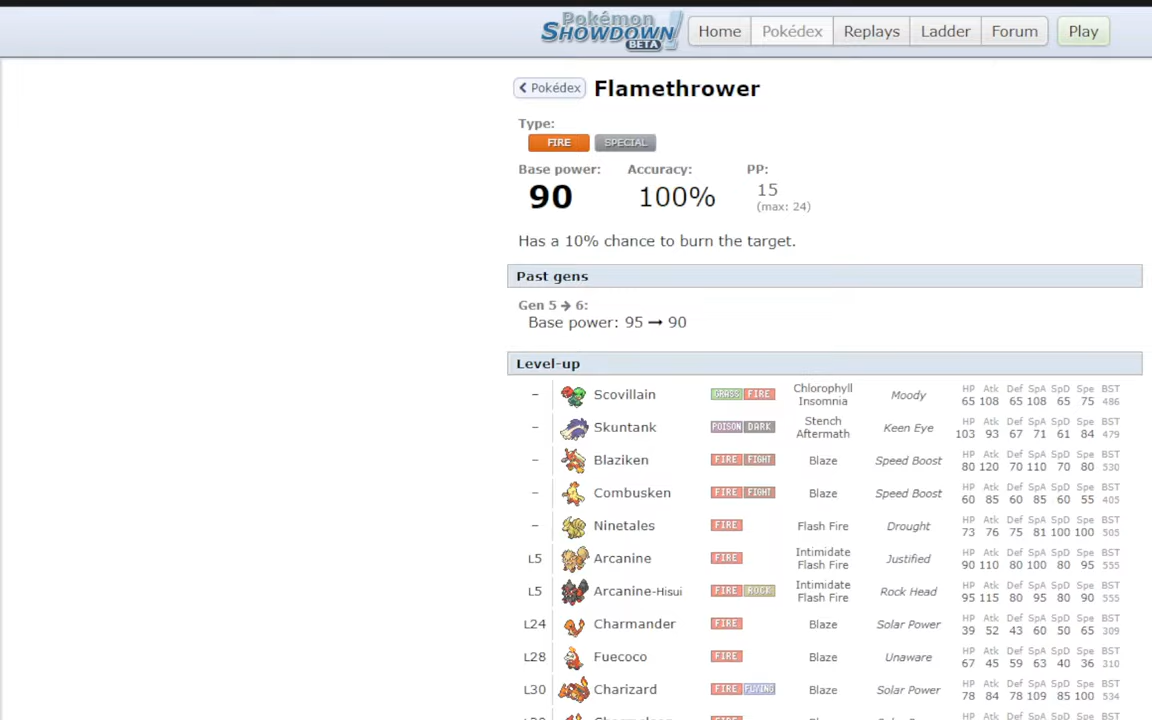 Pokémon
SHOWDOWN
BETA
Home Pokédex Replays Ladder Forum Play
Pokédex Flamethrower
Type:
FIRE SPECIAL
Base power: Accuracy: PP:
90 100% 15
(max: 24)
Has a 10% chance to burn the target.
Past gens
Gen 5 → 6:
Base power: 95 → 90
Level-up
HP Atk Def SpA SpD Spe BST
– Scovillain GRASS FIRE Chlorophyll Insomnia Moody 65 108 65 108 65 75 486
HP Atk Def SpA SpD Spe BST
– Skuntank POISON DARK Stench Aftermath Keen Eye 103 93 67 71 61 84 479
HP Atk Def SpA SpD Spe BST
– Blaziken FIRE FIGHT Blaze Speed Boost 80 120 70 110 70 80 530
HP Atk Def SpA SpD Spe BST
– Combusken FIRE FIGHT Blaze Speed Boost 60 85 60 85 60 55 405
HP Atk Def SpA SpD Spe BST
– Ninetales FIRE Flash Fire Drought 73 76 75 81 100 100 505
HP Atk Def SpA SpD Spe BST
L5 Arcanine FIRE Intimidate Flash Fire Justified 90 110 80 100 80 95 555
HP Atk Def SpA SpD Spe BST
L5 Arcanine-Hisui FIRE ROCK Intimidate Flash Fire Rock Head 95 115 80 95 80 90 555
HP Atk Def SpA SpD Spe BST
L24 Charmander FIRE Blaze Solar Power 39 52 43 60 50 65 309
HP Atk Def SpA SpD Spe BST
L28 Fuecoco FIRE Blaze Unaware 67 45 59 63 40 36 310
HP Atk Def SpA SpD Spe BST
L30 Charizard FIRE FLYING Blaze Solar Power 78 84 78 109 85 100 534
HP Atk Def SpA SpD Spe BST